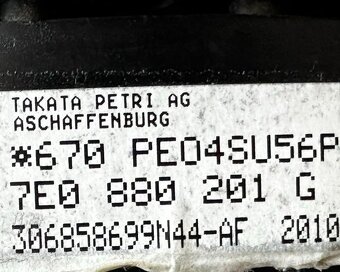 TAKATA PETRI AG
ASCHAFFENBURG
*670 PE04SU56P
7E0 880 201 G
306858699N44-AF 2010